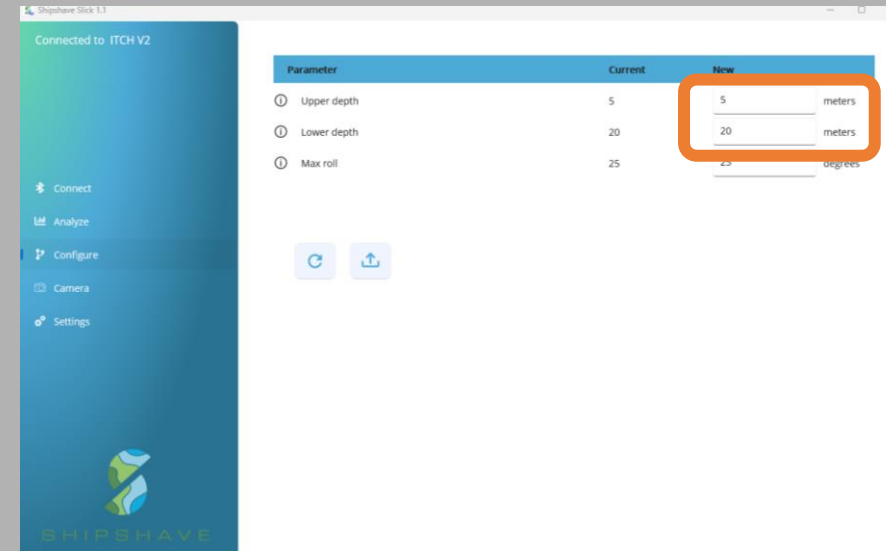 Shipshave Slick 1.1
Connected to ITCH V2
Parameter Current New
Upper depth 5 5 meters
Lower depth 20 20 meters
Max roll 25 25 degrees
Connect
Analyze
Configure
Camera
Settings
SHIPSHAVE